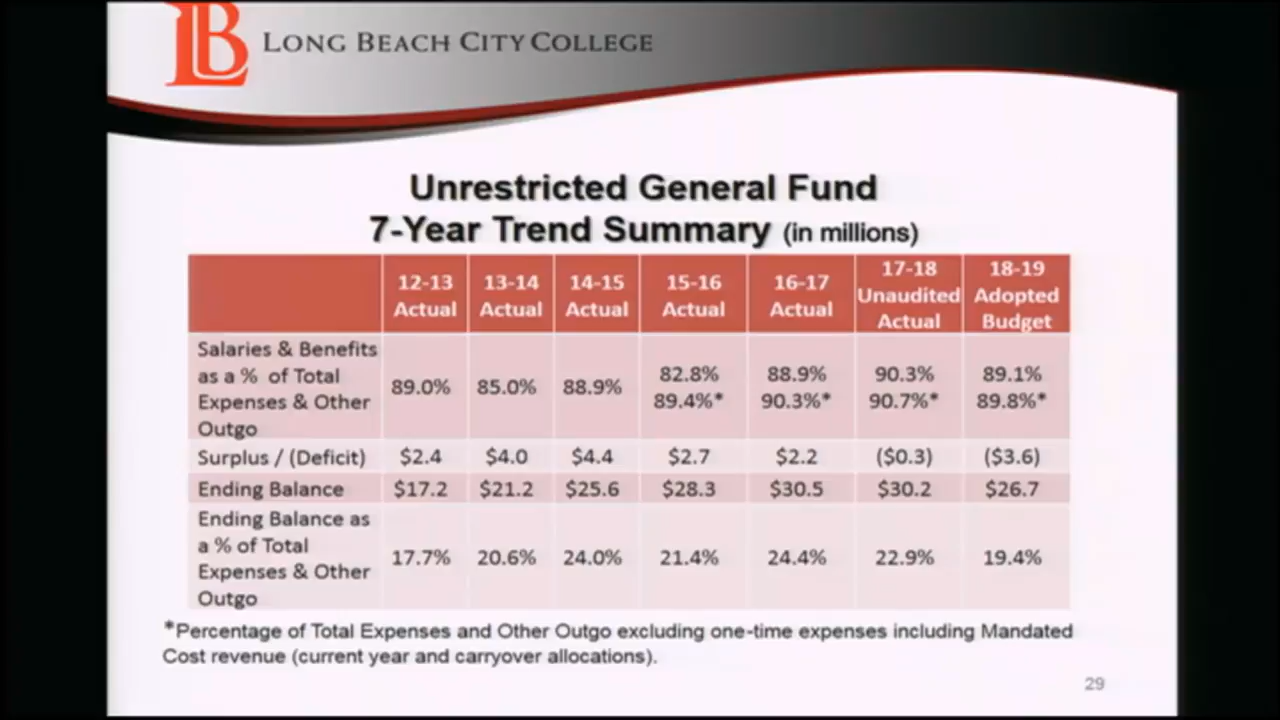 LB LONG BEACH CITY COLLEGE
Unrestricted General Fund
7-Year Trend Summary (in millions)
12-13 Actual 13-14 Actual 14-15 Actual 15-16 Actual 16-17 Actual 17-18 Unaudited Actual 18-19 Adopted Budget
Salaries & Benefits as a % of Total Expenses & Other Outgo 89.0% 85.0% 88.9% 82.8% 89.4%* 88.9% 90.3%* 90.3% 90.7%* 89.1% 89.8%*
Surplus / (Deficit) $2.4 $4.0 $4.4 $2.7 $2.2 ($0.3) ($3.6)
Ending Balance $17.2 $21.2 $25.6 $28.3 $30.5 $30.2 $26.7
Ending Balance as a % of Total Expenses & Other Outgo 17.7% 20.6% 24.0% 21.4% 24.4% 22.9% 19.4%
*Percentage of Total Expenses and Other Outgo excluding one-time expenses including Mandated
Cost revenue (current year and carryover allocations).
29